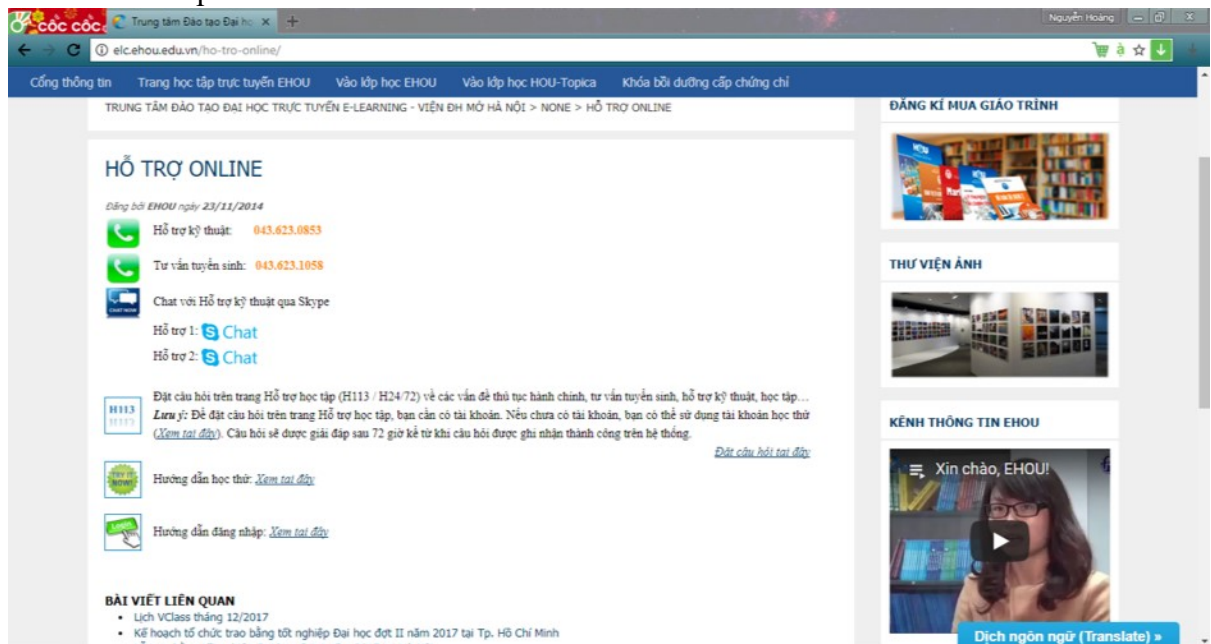 cốc cốc
Trung tâm Đào tạo Đại họ
Nguyễn Hoàng
elc.ehou.edu.vn/ho-tro-online/
Cổng thông tin Trang học tập trực tuyến EHOU Vào lớp học EHOU Vào lớp học HOU-Topica Khóa bồi dưỡng cấp chứng chỉ
TRUNG TÂM ĐÀO TẠO ĐẠI HỌC TRỰC TUYẾN E-LEARNING - VIỆN ĐH MỞ HÀ NỘI > NONE > HỖ TRỢ ONLINE
HỖ TRỢ ONLINE
Đăng bởi EHOU ngày 23/11/2014
Hỗ trợ kỹ thuật: 043.623.0853
Tư vấn tuyển sinh: 043.623.1058
CHAT NOW
Chat với Hỗ trợ kỹ thuật qua Skype
Hỗ trợ 1: Chat
Hỗ trợ 2: Chat
H113
Đặt câu hỏi trên trang Hỗ trợ học tập (H113 / H24/72) về các vấn đề thủ tục hành chính, tư vấn tuyển sinh, hỗ trợ kỹ thuật, học tập…
Lưu ý: Để đặt câu hỏi trên trang Hỗ trợ học tập, bạn cần có tài khoản. Nếu chưa có tài khoản, bạn có thể sử dụng tài khoản học thử
(Xem tại đây). Câu hỏi sẽ được giải đáp sau 72 giờ kể từ khi câu hỏi được ghi nhận thành công trên hệ thống.
Đặt câu hỏi tại đây
TRY IT NOW!
Hướng dẫn học thử: Xem tại đây
Login
Hướng dẫn đăng nhập: Xem tại đây
BÀI VIẾT LIÊN QUAN
Lịch VClass tháng 12/2017
Kế hoạch tổ chức trao bằng tốt nghiệp Đại học đợt II năm 2017 tại Tp. Hồ Chí Minh
ĐĂNG KÍ MUA GIÁO TRÌNH
HOU
THƯ VIỆN ẢNH
KÊNH THÔNG TIN EHOU
Xin chào, EHOU!
Dịch ngôn ngữ (Translate) »